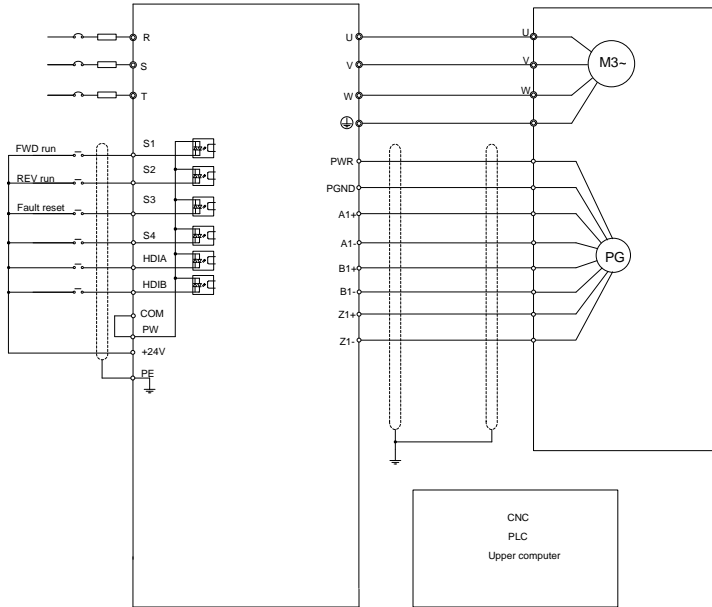 R
S
T
FWD run
REV run
Fault reset
S1
S2
S3
S4
HDIA
HDIB
COM
PW
+24V
PE
U
V
W
PWR
PGND
A1+
A1-
B1+
B1-
Z1+
Z1-
U
V
W
M3~
PG
CNC
PLC
Upper computer